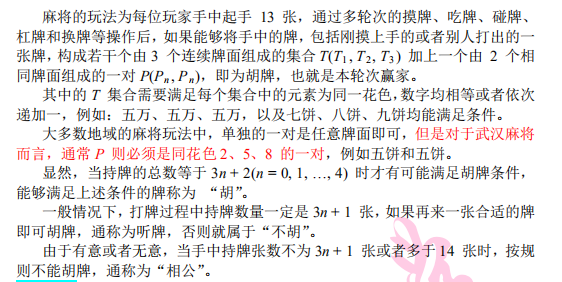 麻将的玩法为每位玩家手中起手 13 张，通过多轮次的摸牌、吃牌、碰牌、
杠牌和换牌等操作后，如果能够将手中的牌，包括刚摸上手的或者别人打出的一
张牌，构成若干个由 3 个连续牌面组成的集合 T(T1, T2, T3) 加上一个由 2 个相
同牌面组成的一对 P(Pn, Pn)，即为胡牌，也就是本轮次赢家。
其中的 T 集合需要满足每个集合中的元素为同一花色，数字均相等或者依次
递加一，例如：五万、五万、五万，以及七饼、八饼、九饼均能满足条件。
大多数地域的麻将玩法中，单独的一对是任意牌面即可，但是对于武汉麻将
而言，通常 P 则必须是同花色 2、5、8 的一对，例如五饼和五饼。
显然，当持牌的总数等于 3n + 2(n = 0, 1, …, 4) 时才有可能满足胡牌条件，
能够满足上述条件的牌称为 “胡”。
一般情况下，打牌过程中持牌数量一定是 3n + 1 张，如果再来一张合适的牌
即可胡牌，通称为听牌，否则就属于“不胡”。
由于有意或者无意，当手中持牌张数不为 3n + 1 张或者多于 14 张时，按规
则不能胡牌，通称为“相公”。